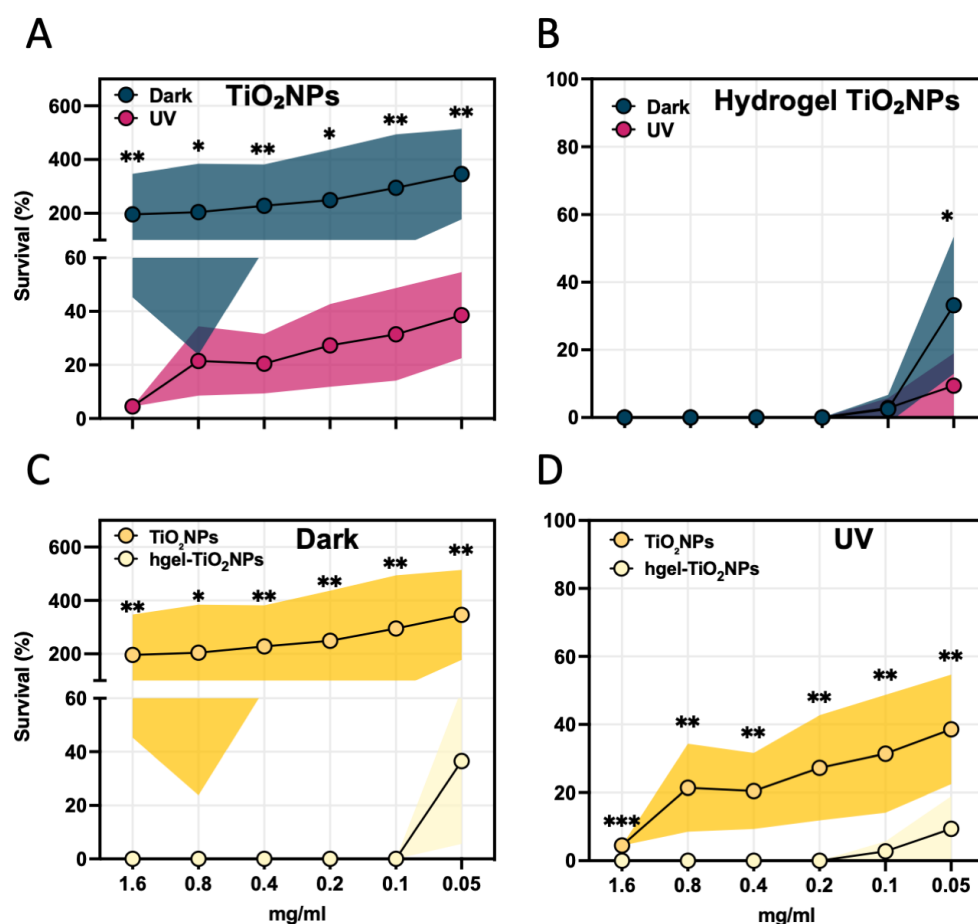 A
Dark
UV
TiO₂NPs
** * ** * ** **
Survival (%)
600
400
200
60
40
20
0
B
Dark
UV
Hydrogel TiO₂NPs
*
100
80
60
40
20
0
C
TiO₂NPs
hgel-TiO₂NPs
Dark
** * ** ** ** **
Survival (%)
600
400
200
60
40
20
0
1.6 0.8 0.4 0.2 0.1 0.05
mg/ml
D
TiO₂NPs
hgel-TiO₂NPs
UV
*** ** ** ** ** **
100
80
60
40
20
0
1.6 0.8 0.4 0.2 0.1 0.05
mg/ml